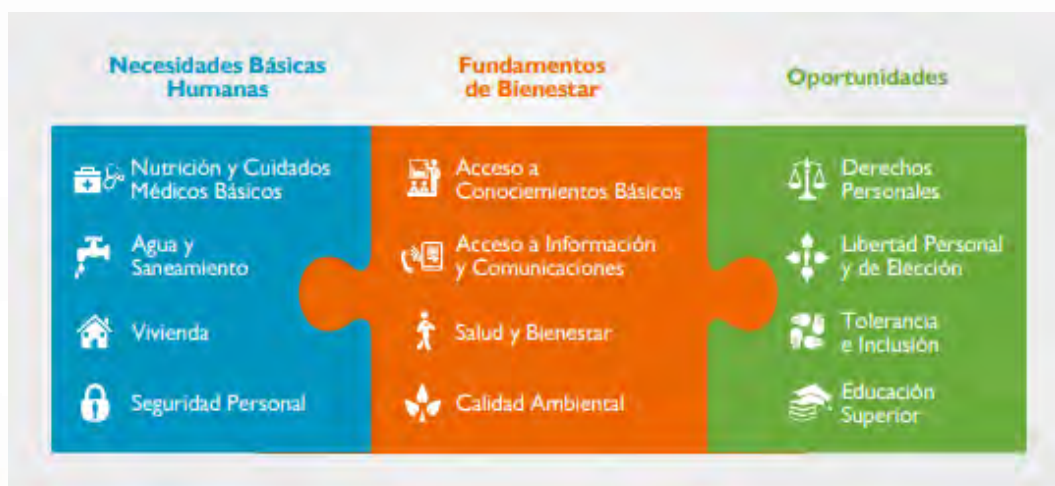 Necesidades Básicas
Humanas
Nutrición y Cuidados
Médicos Básicos
Agua y
Saneamiento
Vivienda
Seguridad Personal
Fundamentos
de Bienestar
Acceso a
Conociemientos Básicos
Acceso a Información
y Comunicaciones
Salud y Bienestar
Calidad Ambiental
Oportunidades
Derechos
Personales
Libertad Personal
y de Elección
Tolerancia
e Inclusión
Educación
Superior